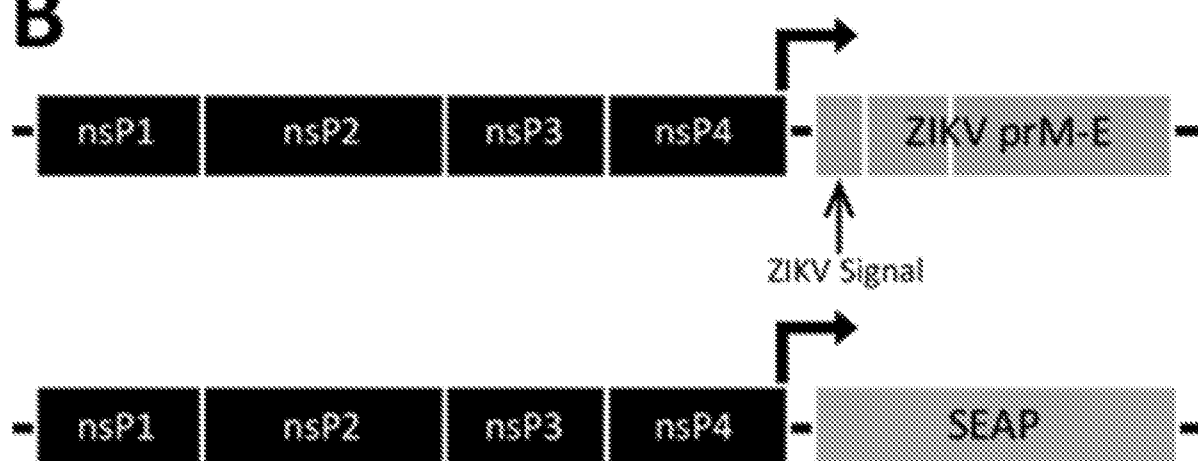 B
nsP1 nsP2 nsP3 nsP4 ZIKV prM-E
ZIKV Signal
nsP1 nsP2 nsP3 nsP4 SEAP